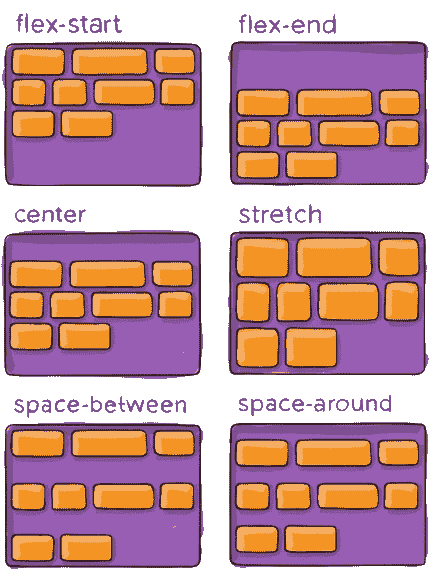 flex-start
flex-end
center
stretch
space-between
space-around